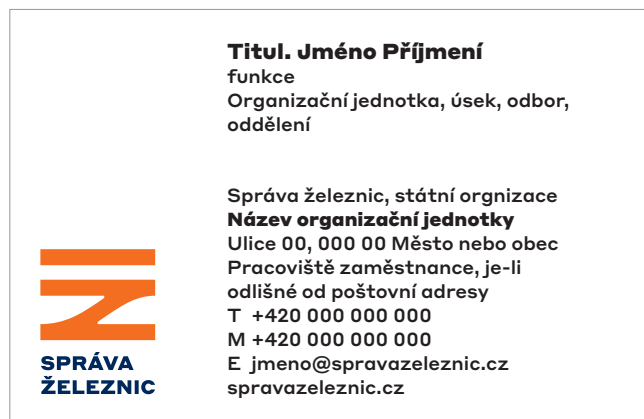 Titul. Jméno Příjmení
funkce
Organizační jednotka, úsek, odbor,
oddělení
Správa železnic, státní orgnizace
Název organizační jednotky
Ulice 00, 000 00 Město nebo obec
Pracoviště zaměstnance, je-li
odlišné od poštovní adresy
T +420 000 000 000
M +420 000 000 000
E jmeno@spravazeleznic.cz
spravazeleznic.cz
SPRÁVA
ŽELEZNIC